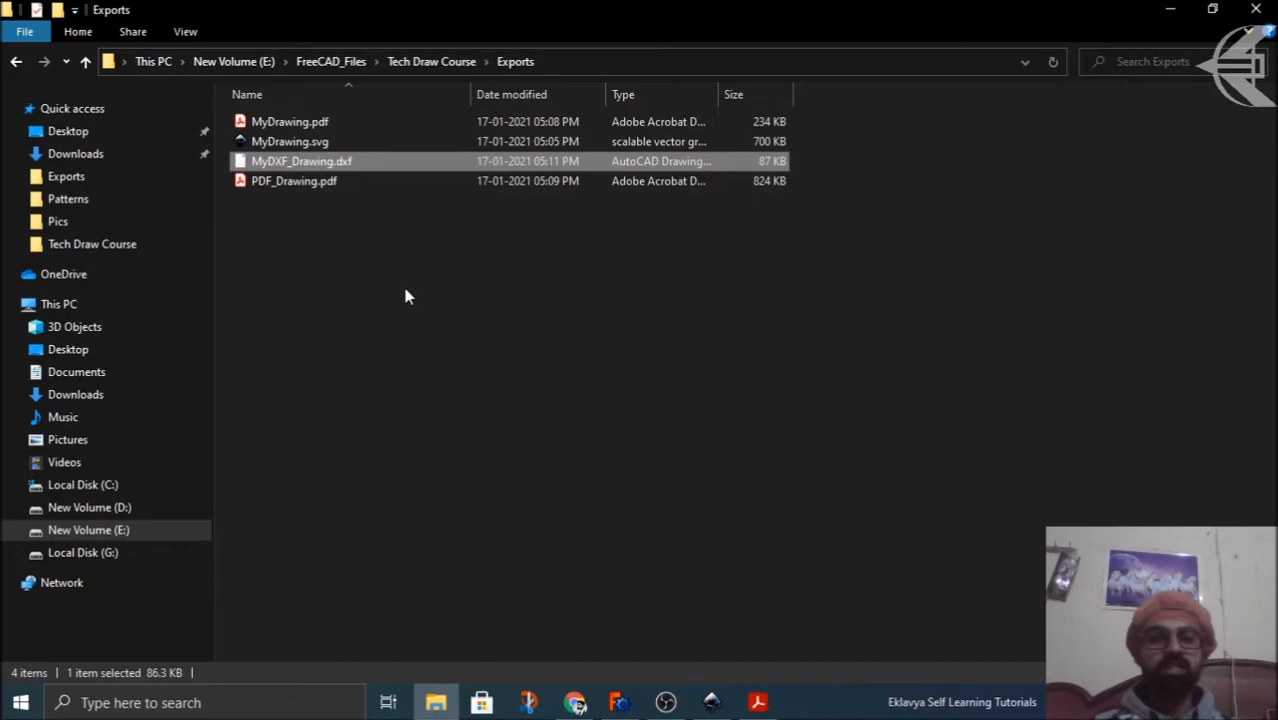 Exports
File Home Share View
This PC New Volume (E:) FreeCAD_Files Tech Draw Course Exports Search Exports
Name Date modified Type Size
Quick access
Desktop
Downloads
Exports
Patterns
Pics
Tech Draw Course
OneDrive
This PC
3D Objects
Desktop
Documents
Downloads
Music
Pictures
Videos
Local Disk (C:)
New Volume (D:)
New Volume (E:)
Local Disk (G:)
Network
MyDrawing.pdf 17-01-2021 05:08 PM Adobe Acrobat D... 234 KB
MyDrawing.svg 17-01-2021 05:05 PM scalable vector gr... 700 KB
MyDXF_Drawing.dxf 17-01-2021 05:11 PM AutoCAD Drawing... 87 KB
PDF_Drawing.pdf 17-01-2021 05:09 PM Adobe Acrobat D... 824 KB
4 items 1 item selected 86.3 KB
Type here to search
Eklavya Self Learning Tutorials